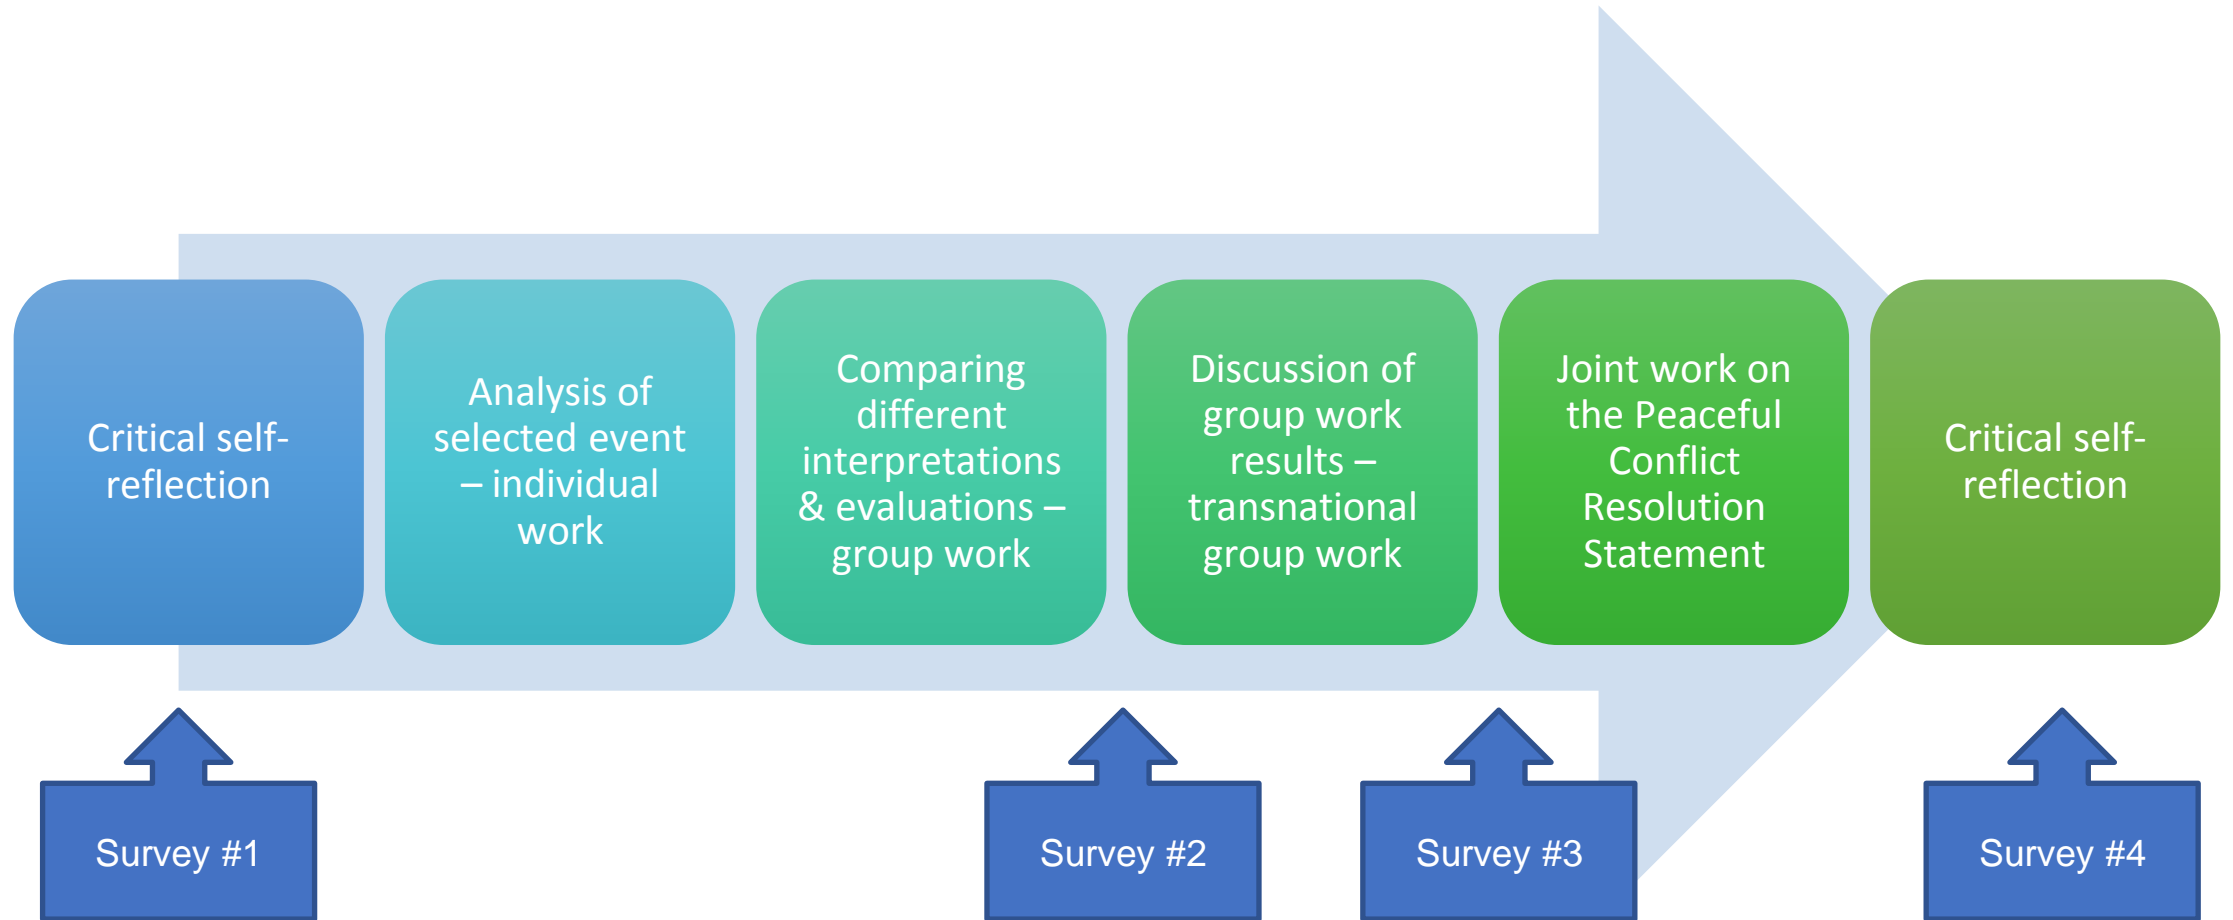 Critical self-
reflection
Analysis of
selected event
– individual
work
Comparing
different
interpretations
& evaluations –
group work
Discussion of
group work
results –
transnational
group work
Joint work on
the Peaceful
Conflict
Resolution
Statement
Critical self-
reflection
Survey #1
Survey #2
Survey #3
Survey #4